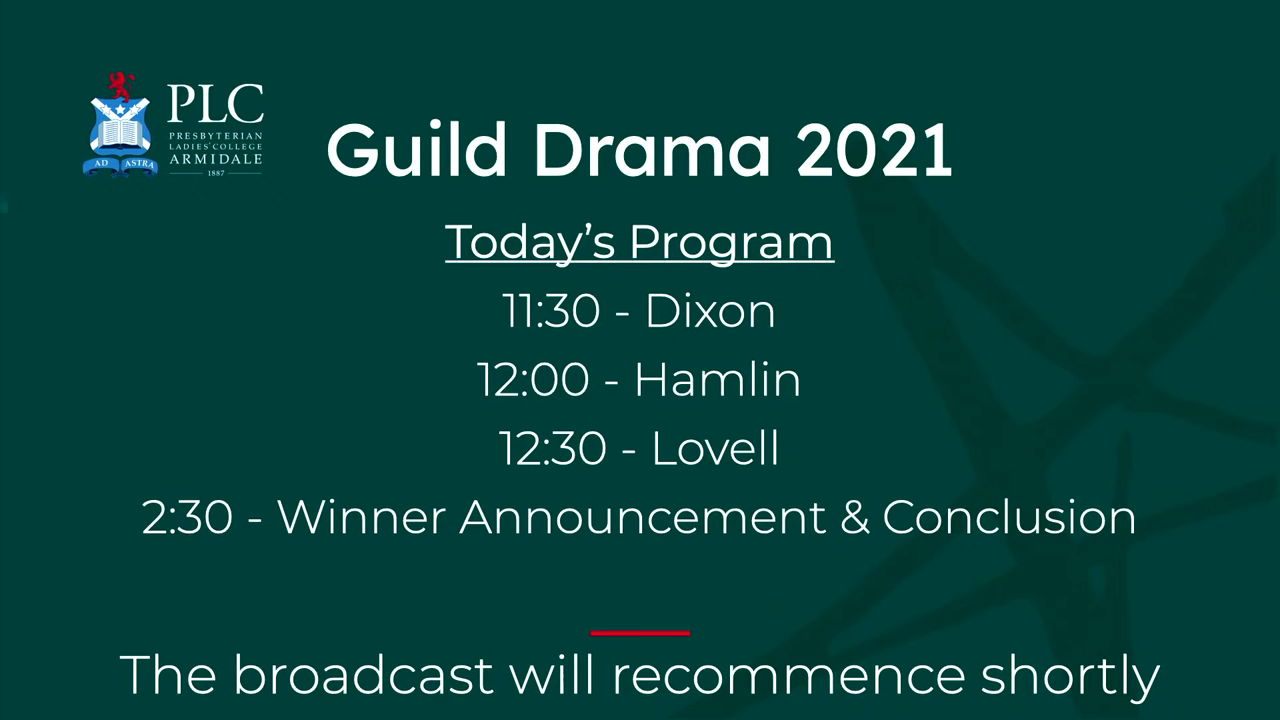 PLC
PRESBYTERIAN
LADIES' COLLEGE
ARMIDALE
1887
AD ASTRA
Guild Drama 2021
Today’s Program
11:30 - Dixon
12:00 - Hamlin
12:30 - Lovell
2:30 - Winner Announcement & Conclusion
The broadcast will recommence shortly